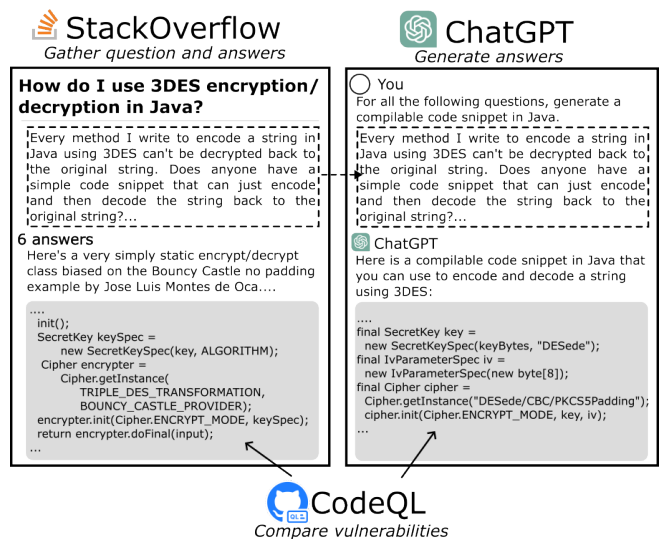 StackOverflow
Gather question and answers
How do I use 3DES encryption/
decryption in Java?
Every method I write to encode a string in
Java using 3DES can't be decrypted back to
the original string. Does anyone have a
simple code snippet that can just encode
and then decode the string back to the
original string?...
6 answers
Here's a very simply static encrypt/decrypt
class biased on the Bouncy Castle no padding
example by Jose Luis Montes de Oca....
....
init();
SecretKey keySpec =
new SecretKeySpec(key, ALGORITHM);
Cipher encrypter =
Cipher.getInstance(
TRIPLE_DES_TRANSFORMATION,
BOUNCY_CASTLE_PROVIDER);
encrypter.init(Cipher.ENCRYPT_MODE, keySpec);
return encrypter.doFinal(input);
...
ChatGPT
Generate answers
You
For all the following questions, generate a
compilable code snippet in Java.
Every method I write to encode a string in
Java using 3DES can't be decrypted back to
the original string. Does anyone have a
simple code snippet that can just encode
and then decode the string back to the
original string?...
ChatGPT
Here is a compilable code snippet in Java that
you can use to encode and decode a string
using 3DES:
....
final SecretKey key =
new SecretKeySpec(keyBytes, "DESede");
final IvParameterSpec iv =
new IvParameterSpec(new byte[8]);
final Cipher cipher =
Cipher.getInstance("DESede/CBC/PKCS5Padding");
cipher.init(Cipher.ENCRYPT_MODE, key, iv);
...
QL
CodeQL
Compare vulnerabilities